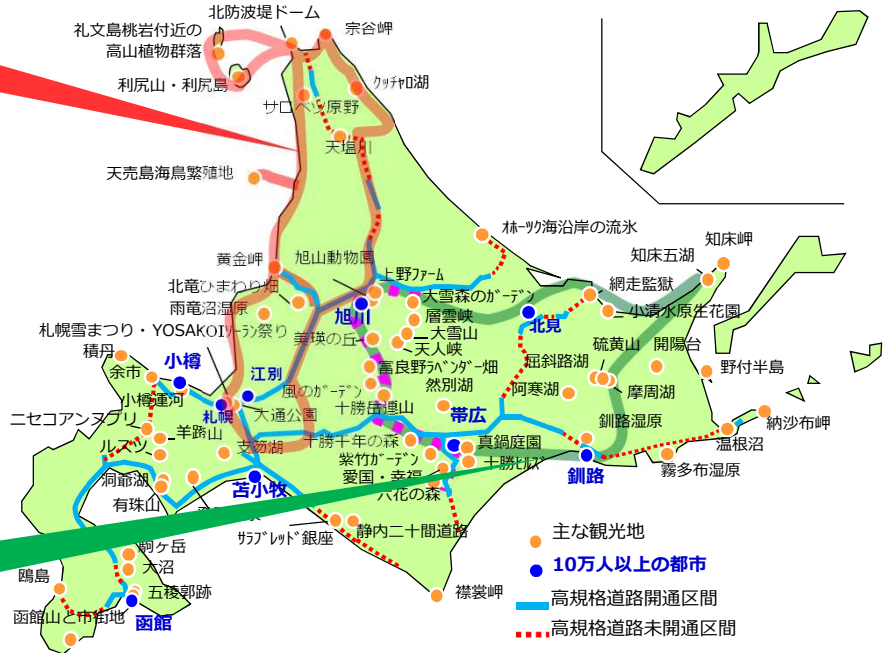 北防波堤ドーム
宗谷岬
礼文島桃岩付近の
高山植物群落
利尻山・利尻島
クッチャロ湖
サロベツ原野
天塩川
天売島海鳥繁殖地
オホーツク海沿岸の流氷
知床岬
知床五湖
黄金岬
旭山動物園
上野ファーム
網走監獄
北竜ひまわり畑
大雪森のガーデン
小清水原生花園
雨竜沼湿原
旭川
層雲峡
北見
札幌雪まつり・YOSAKOIソーラン祭り
大雪山
硫黄山
開陽台
美瑛の丘
天人峡
積丹
小樽
屈斜路湖
余市
富良野ラベンダー畑
野付半島
江別
風のガーデン
然別湖
阿寒湖
摩周湖
小樽運河
札幌
大通公園
十勝岳連山
ニセコアンヌプリ
帯広
釧路湿原
納沙布岬
羊蹄山
支笏湖
十勝千年の森
真鍋庭園
温根沼
ルスツ
紫竹ガーデン
十勝ヒルズ
釧路
霧多布湿原
洞爺湖
苫小牧
愛国・幸福
有珠山
六花の森
サラブレッド銀座
静内二十間道路
主な観光地
駒ヶ岳
10万人以上の都市
大沼
鴎島
五稜郭跡
襟裳岬
高規格道路開通区間
函館山と市街地
函館
高規格道路未開通区間